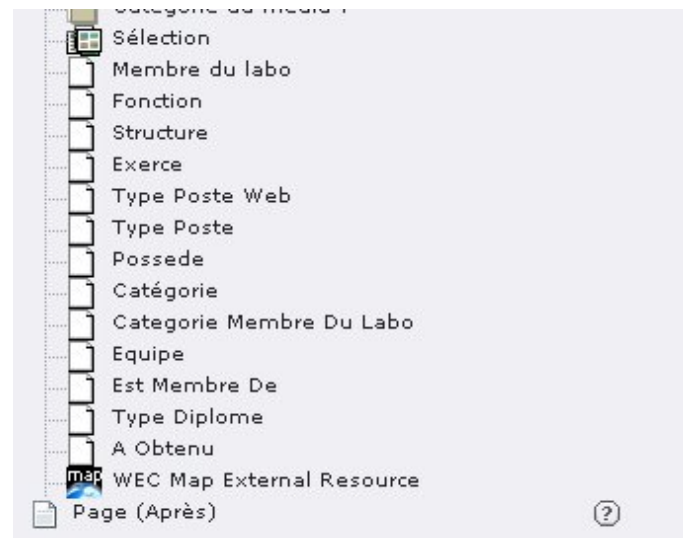 Sélection
Membre du labo
Fonction
Structure
Exerce
Type Poste Web
Type Poste
Possede
Catégorie
Categorie Membre Du Labo
Equipe
Est Membre De
Type Diplome
A Obtenu
map WEC Map External Resource
Page (Après) ?